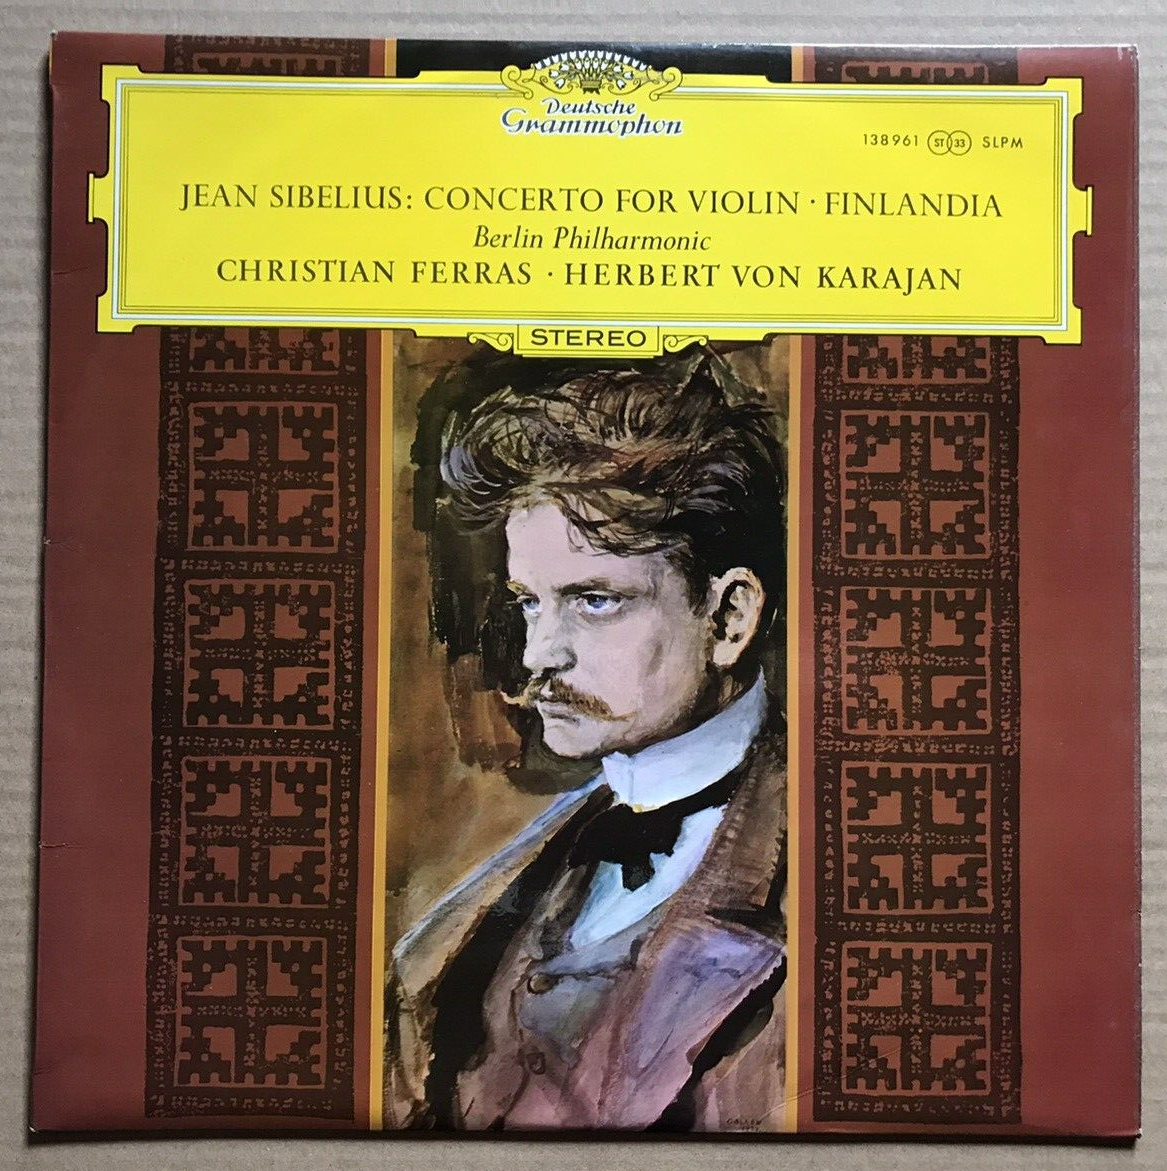 Deutsche
Grammophon
138 961 ST 33 SLPM
JEAN SIBELIUS: CONCERTO FOR VIOLIN · FINLANDIA
Berlin Philharmonic
CHRISTIAN FERRAS · HERBERT VON KARAJAN
STEREO